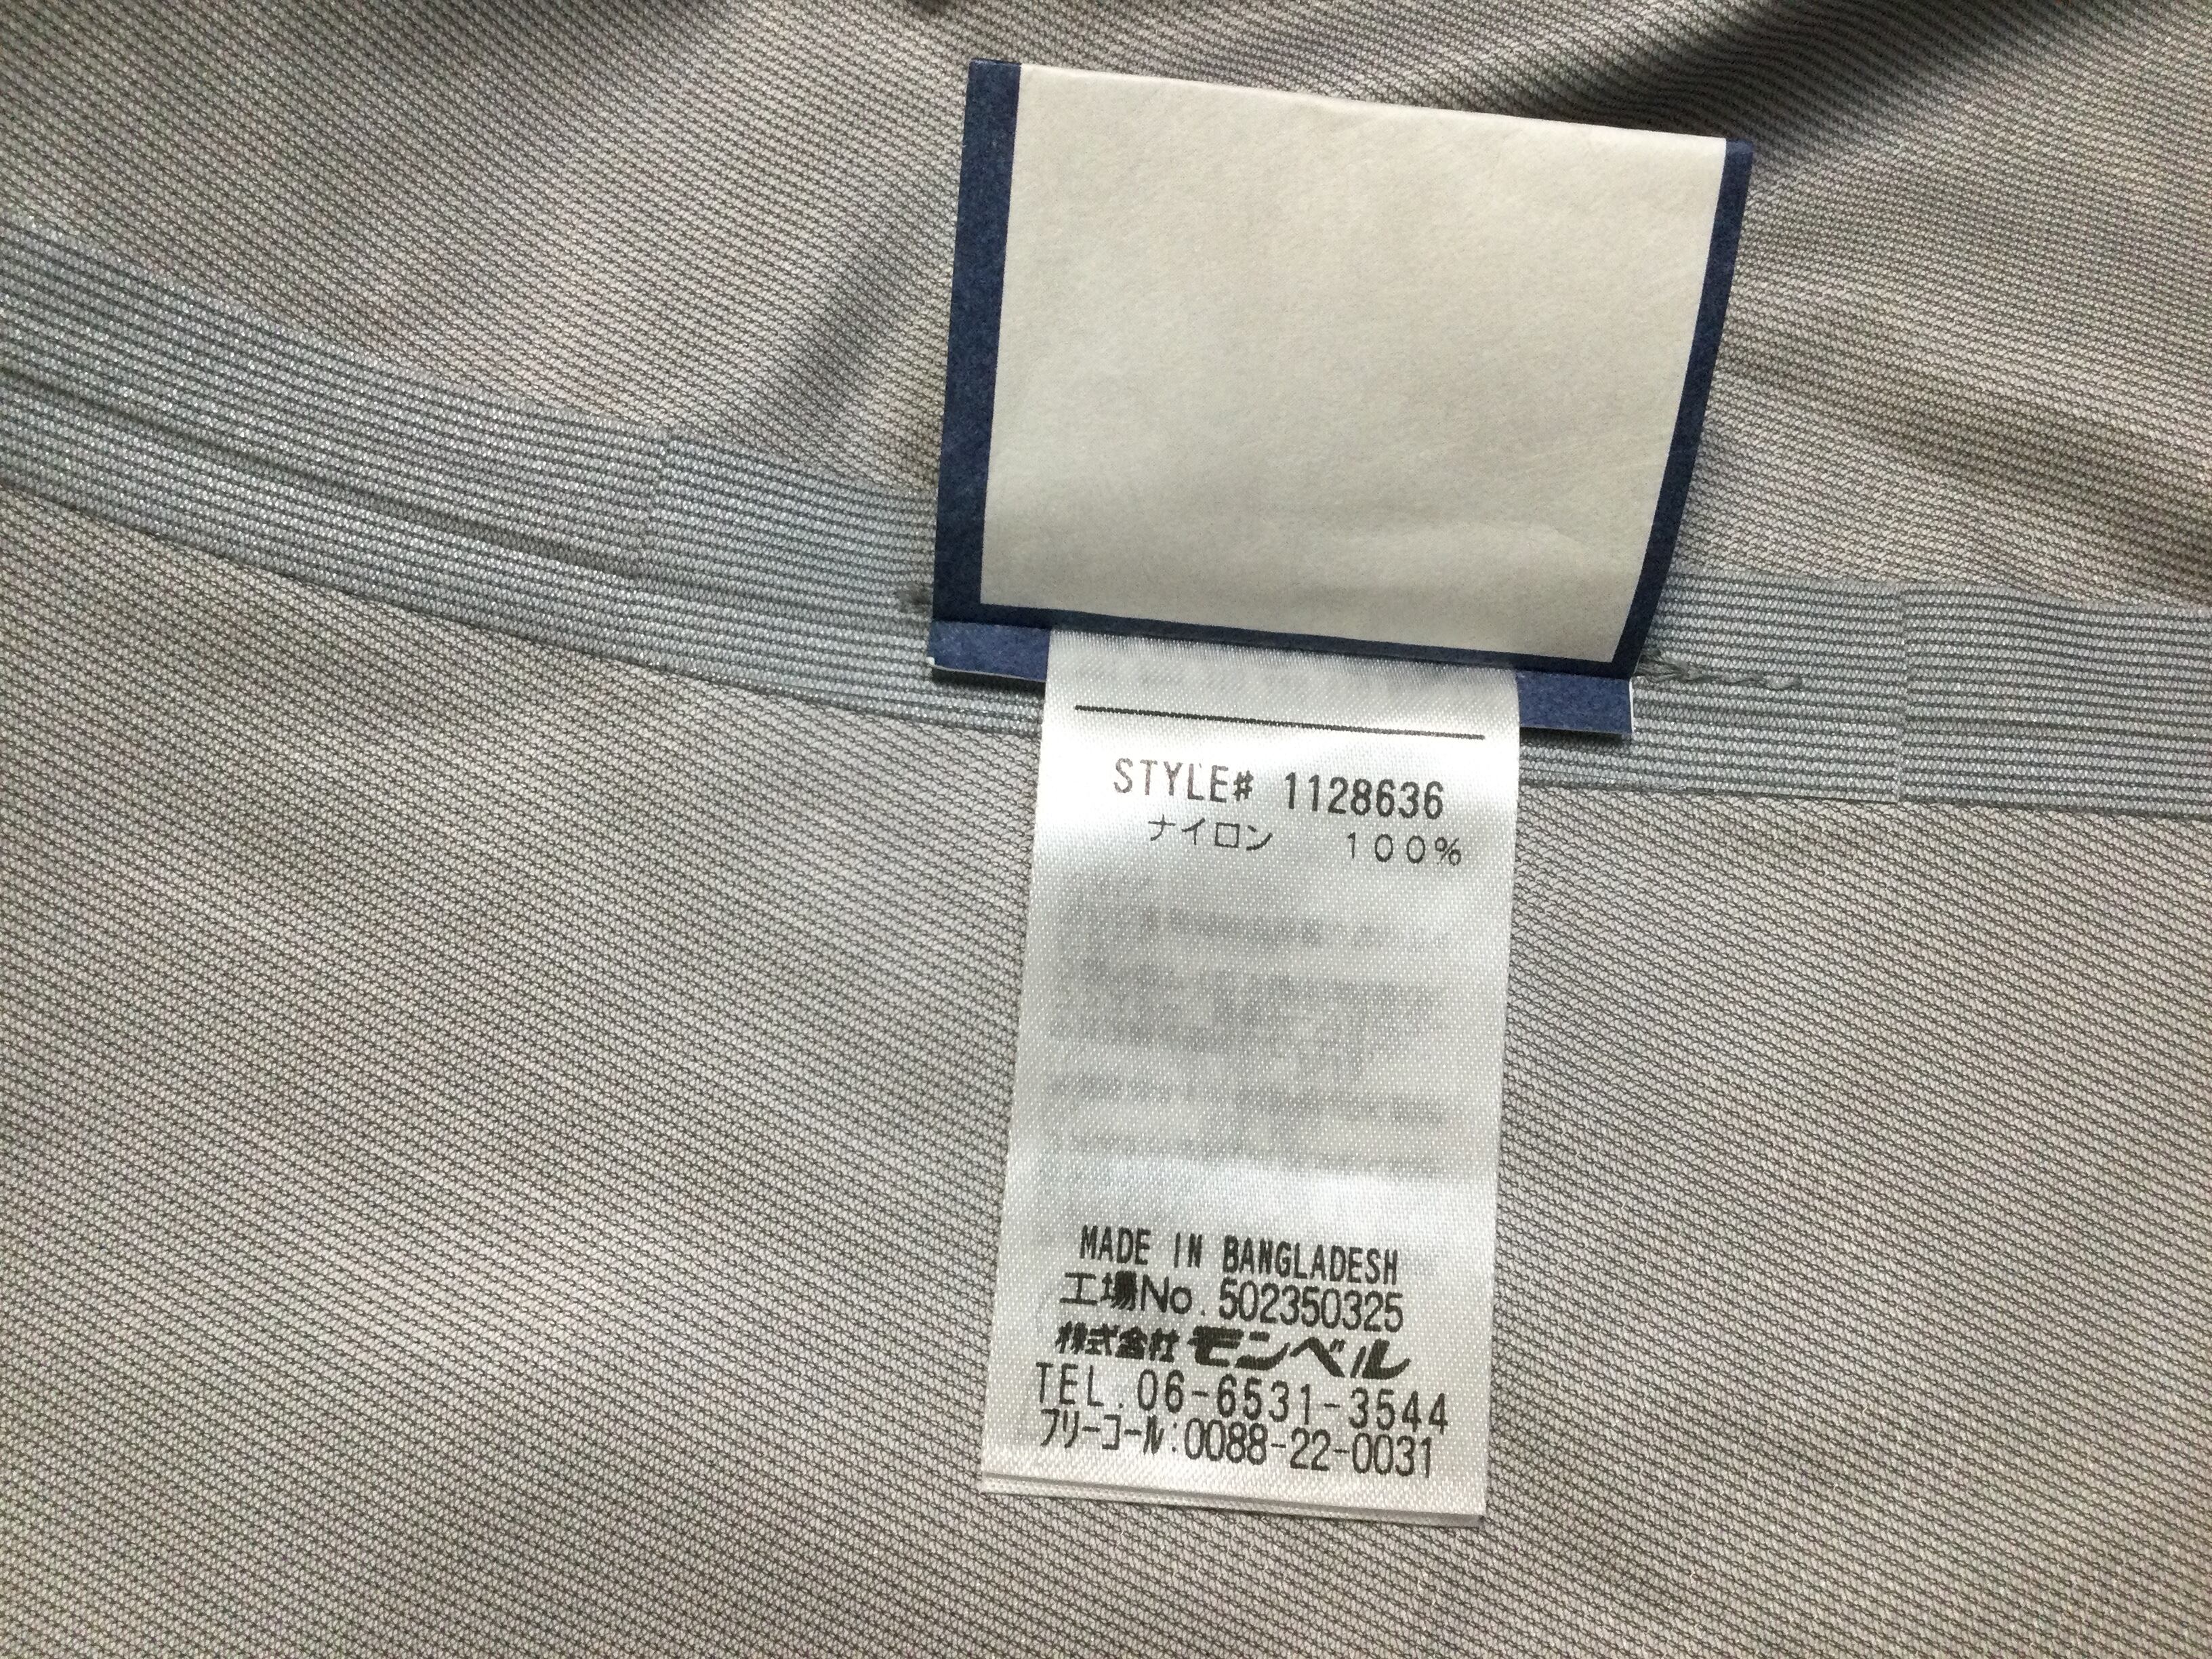 STYLE# 1128636
ナイロン 100%
MADE IN BANGLADESH
工場No.502350325
株式会社 モンベル
TEL.06-6531-3544
フリーコール:0088-22-0031